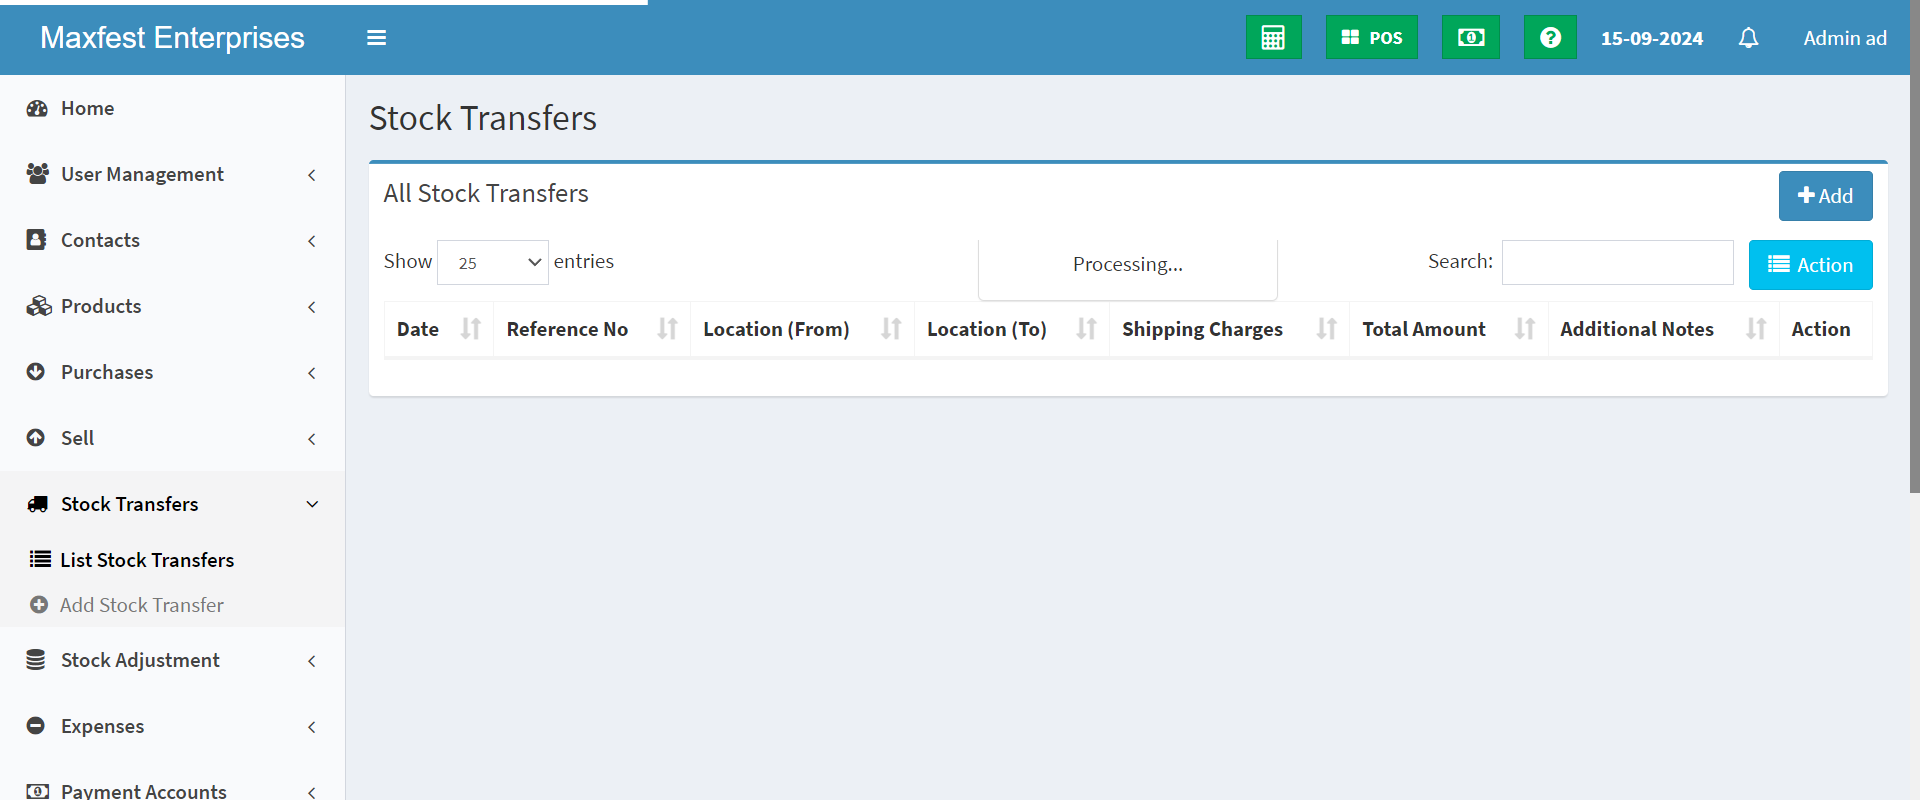 Maxfest Enterprises
POS
15-09-2024
Admin ad
Home
User Management
Contacts
Products
Purchases
Sell
Stock Transfers
List Stock Transfers
Add Stock Transfer
Stock Adjustment
Expenses
Payment Accounts
Stock Transfers
All Stock Transfers
Add
Show 25 entries
Processing...
Search:
Action
Date Reference No Location (From) Location (To) Shipping Charges Total Amount Additional Notes Action